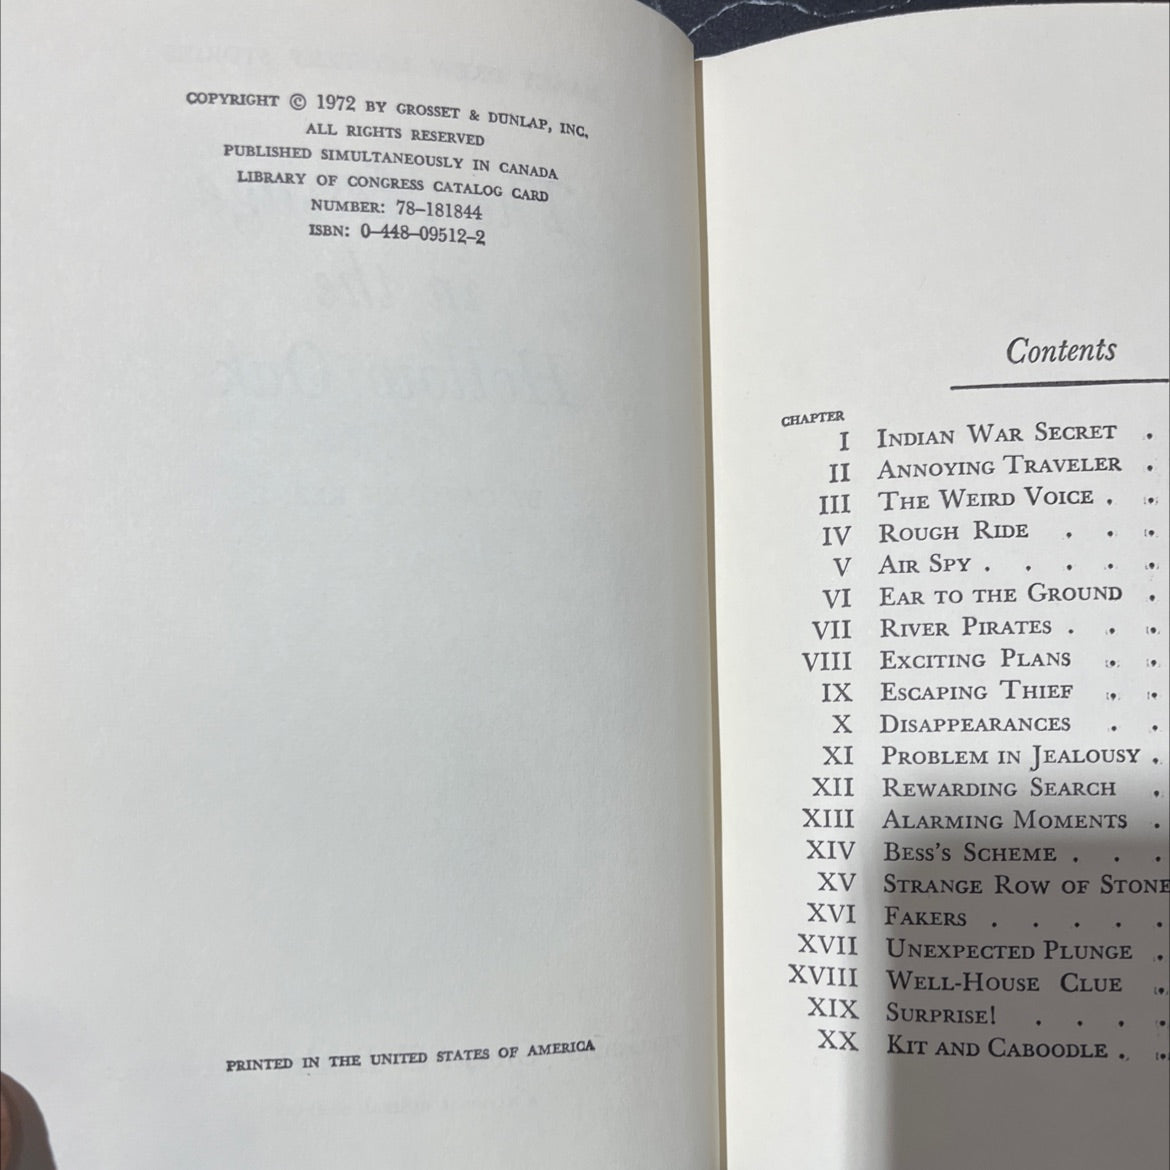 COPYRIGHT © 1972 BY GROSSET & DUNLAP, INC.
ALL RIGHTS RESERVED
PUBLISHED SIMULTANEOUSLY IN CANADA
LIBRARY OF CONGRESS CATALOG CARD
NUMBER: 78–181844
ISBN: 0–448–09512–2
PRINTED IN THE UNITED STATES OF AMERICA
Contents
CHAPTER
I INDIAN WAR SECRET .
II ANNOYING TRAVELER .
III THE WEIRD VOICE . .
IV ROUGH RIDE . . .
V AIR SPY . . . . .
VI EAR TO THE GROUND .
VII RIVER PIRATES . . .
VIII EXCITING PLANS . .
IX ESCAPING THIEF . .
X DISAPPEARANCES . .
XI PROBLEM IN JEALOUSY .
XII REWARDING SEARCH .
XIII ALARMING MOMENTS .
XIV BESS'S SCHEME . . .
XV STRANGE ROW OF STONE
XVI FAKERS . . . . .
XVII UNEXPECTED PLUNGE .
XVIII WELL-HOUSE CLUE .
XIX SURPRISE! . . . .
XX KIT AND CABOODLE . .